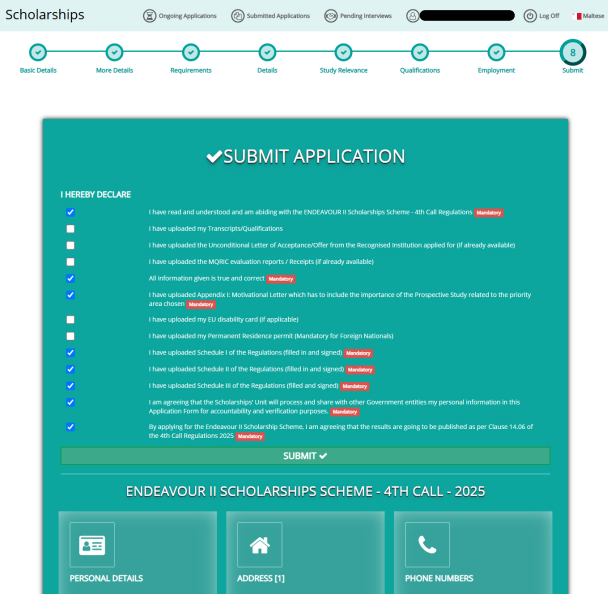 Scholarships
Ongoing Applications
Submitted Applications
Pending Interviews
Log Off
Maltese
8
Basic Details
More Details
Requirements
Details
Study Relevance
Qualifications
Employment
Submit
SUBMIT APPLICATION
I HEREBY DECLARE
I have read and understood and am abiding with the ENDEAVOUR II Scholarships Scheme - 4th Call Regulations Mandatory
I have uploaded my Transcripts/Qualifications
I have uploaded the Unconditional Letter of Acceptance/Offer from the Recognised Institution applied for (if already available)
I have uploaded the MQRIC evaluation reports / Receipts (if already available)
All information given is true and correct Mandatory
I have uploaded Appendix I: Motivational Letter which has to include the importance of the Prospective Study related to the priority
area chosen Mandatory
I have uploaded my EU disability card (if applicable)
I have uploaded my Permanent Residence permit (Mandatory for Foreign Nationals)
I have uploaded Schedule I of the Regulations (filled in and signed) Mandatory
I have uploaded Schedule II of the Regulations (filled in and signed) Mandatory
I have uploaded Schedule III of the Regulations (filled and signed) Mandatory
I am agreeing that the Scholarships' Unit will process and share with other Government entities my personal information in this
Application Form for accountability and verification purposes. Mandatory
By applying for the Endeavour II Scholarship Scheme, I am agreeing that the results are going to be published as per Clause 14.06 of
the 4th Call Regulations 2025 Mandatory
SUBMIT
ENDEAVOUR II SCHOLARSHIPS SCHEME - 4TH CALL - 2025
PERSONAL DETAILS
ADDRESS [1]
PHONE NUMBERS